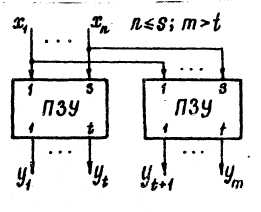 x₁ ... xₙ n≤s; m>t
...
1 s 1 s
ПЗУ ПЗУ
1 t 1 t
... ...
y₁ yₜ yₜ₊₁ yₘ